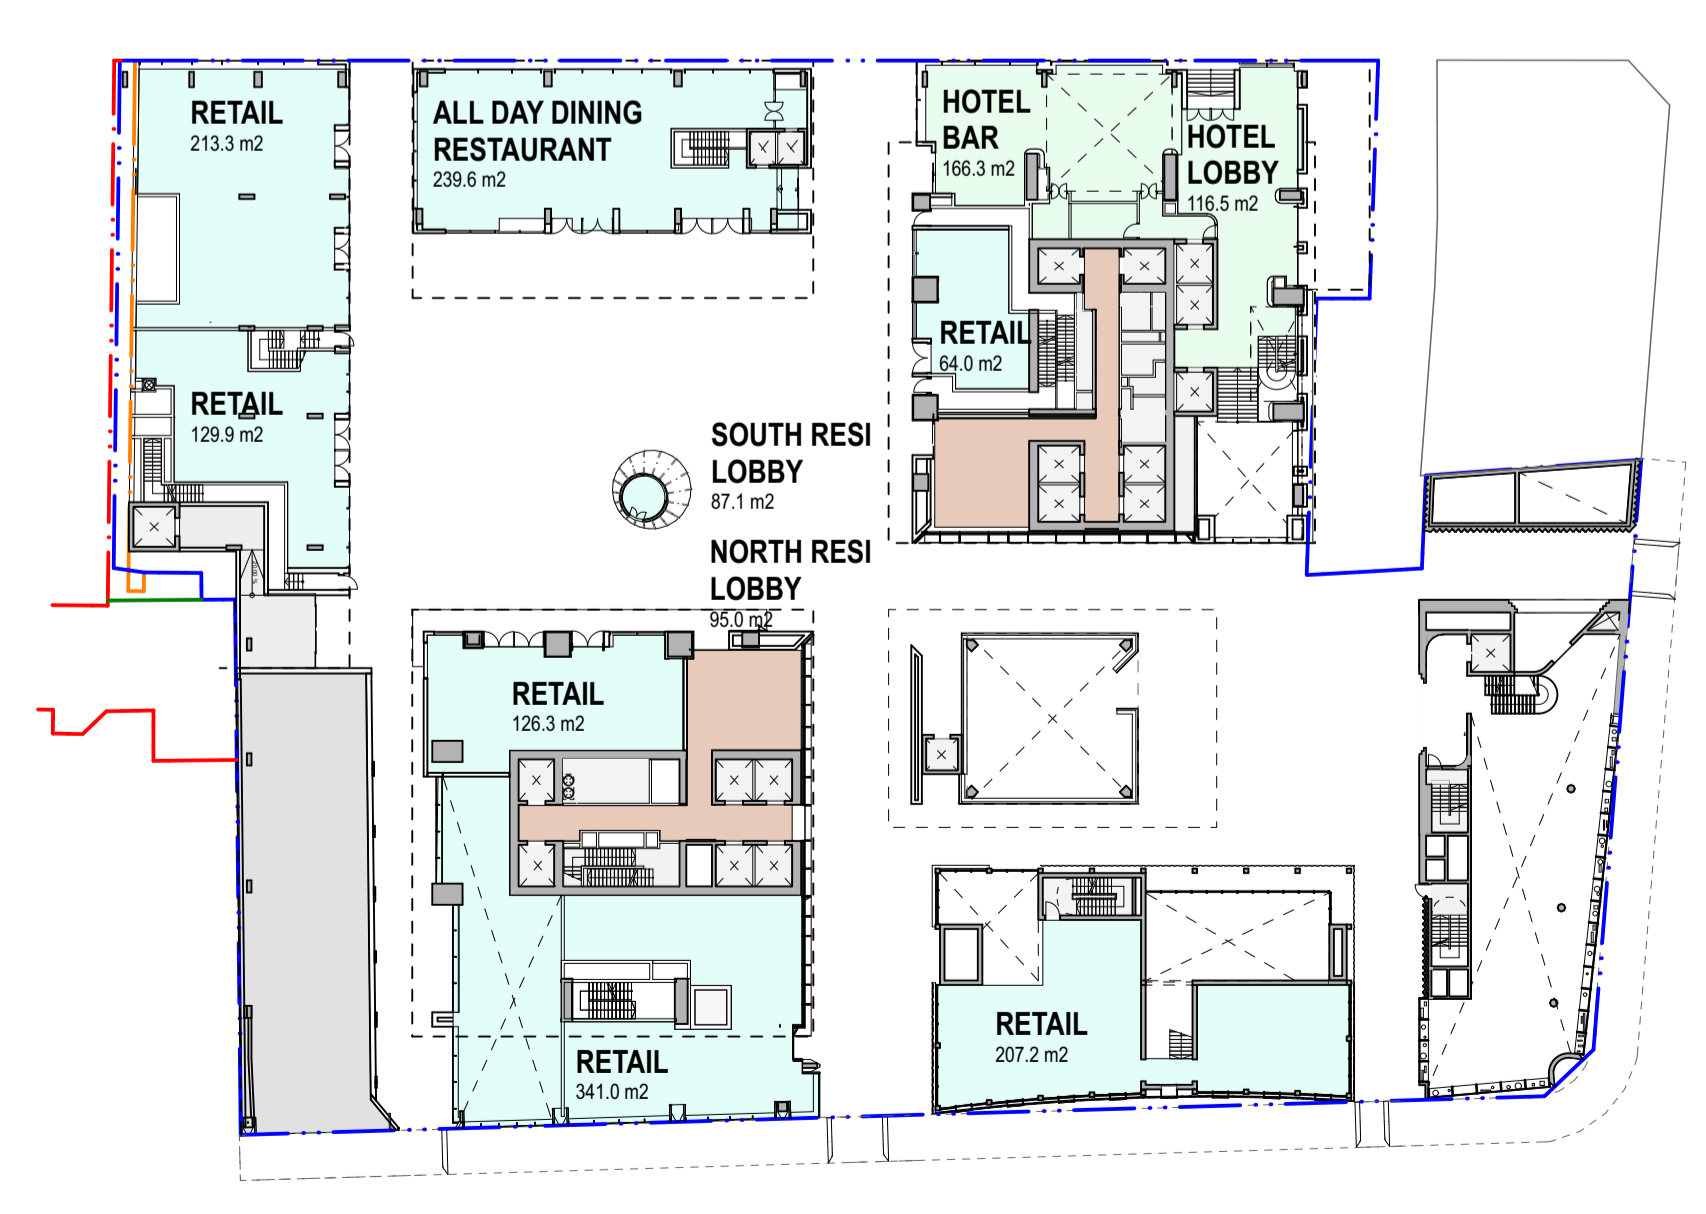 RETAIL
213.3 m2
ALL DAY DINING
RESTAURANT
239.6 m2
HOTEL
BAR
166.3 m2
HOTEL
LOBBY
116.5 m2
RETAIL
64.0 m2
RETAIL
129.9 m2
SOUTH RESI
LOBBY
87.1 m2
NORTH RESI
LOBBY
95.0 m2
RETAIL
126.3 m2
RETAIL
341.0 m2
RETAIL
207.2 m2